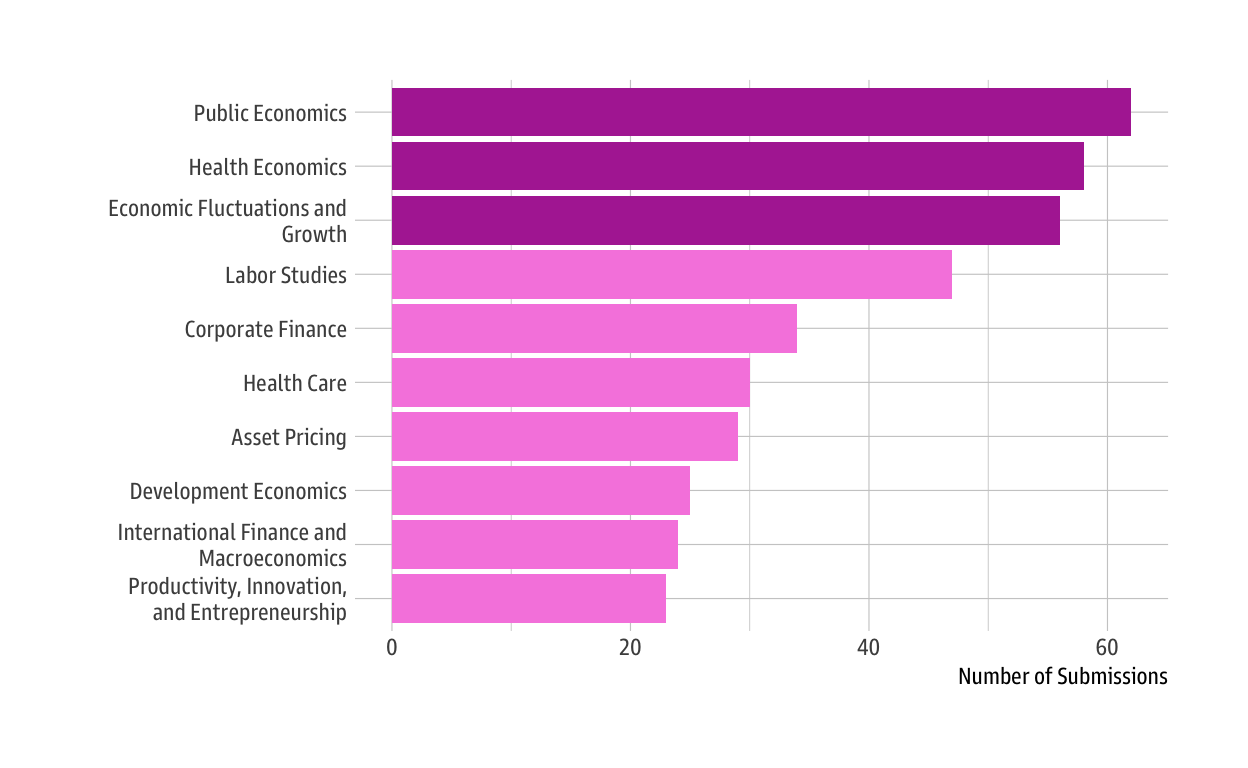 Public Economics
Health Economics
Economic Fluctuations and
Growth
Labor Studies
Corporate Finance
Health Care
Asset Pricing
Development Economics
International Finance and
Macroeconomics
Productivity, Innovation,
and Entrepreneurship
0 20 40 60
Number of Submissions